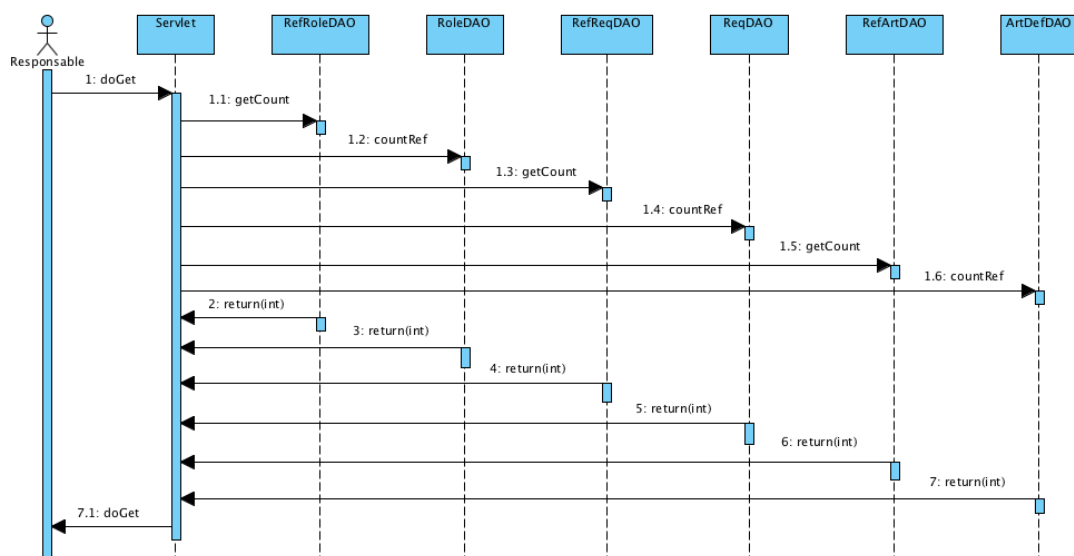 Servlet
RefRoleDAO
RoleDAO
RefReqDAO
ReqDAO
RefArtDAO
ArtDefDAO
Responsable
1: doGet
1.1: getCount
1.2: countRef
1.3: getCount
1.4: countRef
1.5: getCount
1.6: countRef
2: return(int)
3: return(int)
4: return(int)
5: return(int)
6: return(int)
7: return(int)
7.1: doGet